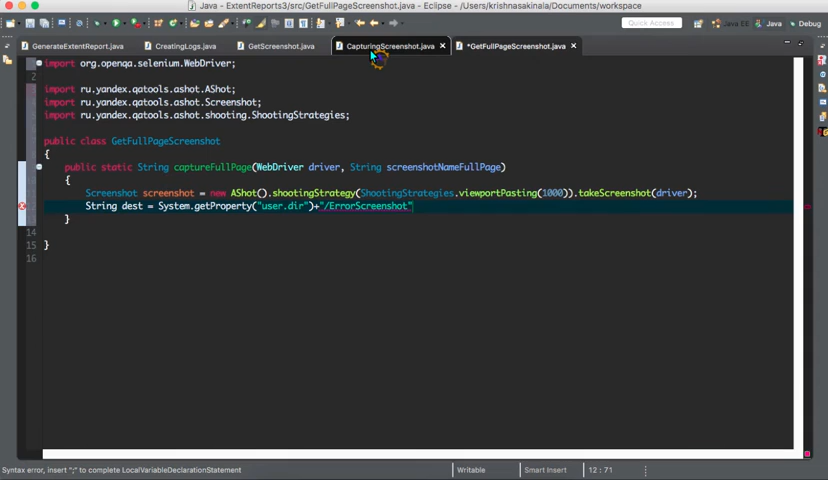 Java - ExtentReports3/src/GetFullPageScreenshot.java - Eclipse - /Users/krishnasakinala/Documents/workspace
Quick Access
Java EE
Java
Debug
GenerateExtentReport.java
CreatingLogs.java
GetScreenshot.java
CapturingScreenshot.java
*GetFullPageScreenshot.java
import org.openqa.selenium.WebDriver;
2
import ru.yandex.qatools.ashot.AShot;
import ru.yandex.qatools.ashot.Screenshot;
import ru.yandex.qatools.ashot.shooting.ShootingStrategies;
public class GetFullPageScreenshot
{
public static String captureFullPage(WebDriver driver, String screenshotNameFullPage)
{
Screenshot screenshot = new AShot().shootingStrategy(ShootingStrategies.viewportPasting(1000)).takeScreenshot(driver);
String dest = System.getProperty("user.dir")+"/ErrorScreenshot"
}
14
15 }
16
Syntax error, insert ";" to complete LocalVariableDeclarationStatement
Writable
Smart Insert
12 : 71